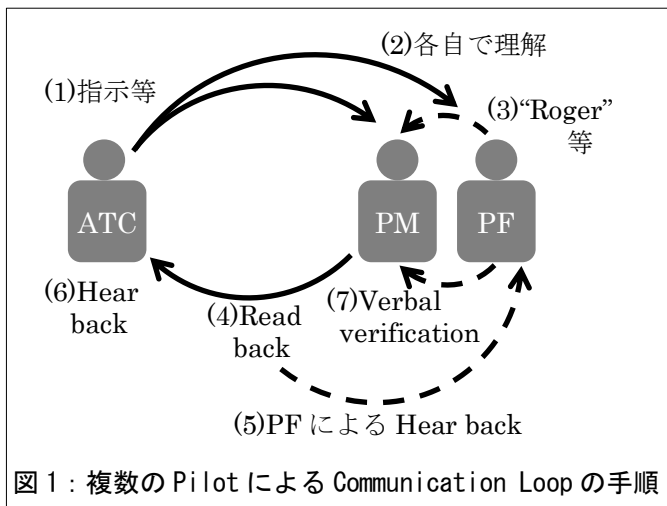 (2)各自で理解
(1)指示等
(3)“Roger”
等
ATC
PM
PF
(6)Hear
back
(4)Read
back
(7)Verbal
verification
(5)PF による Hear back
図 1：複数の Pilot による Communication Loop の手順